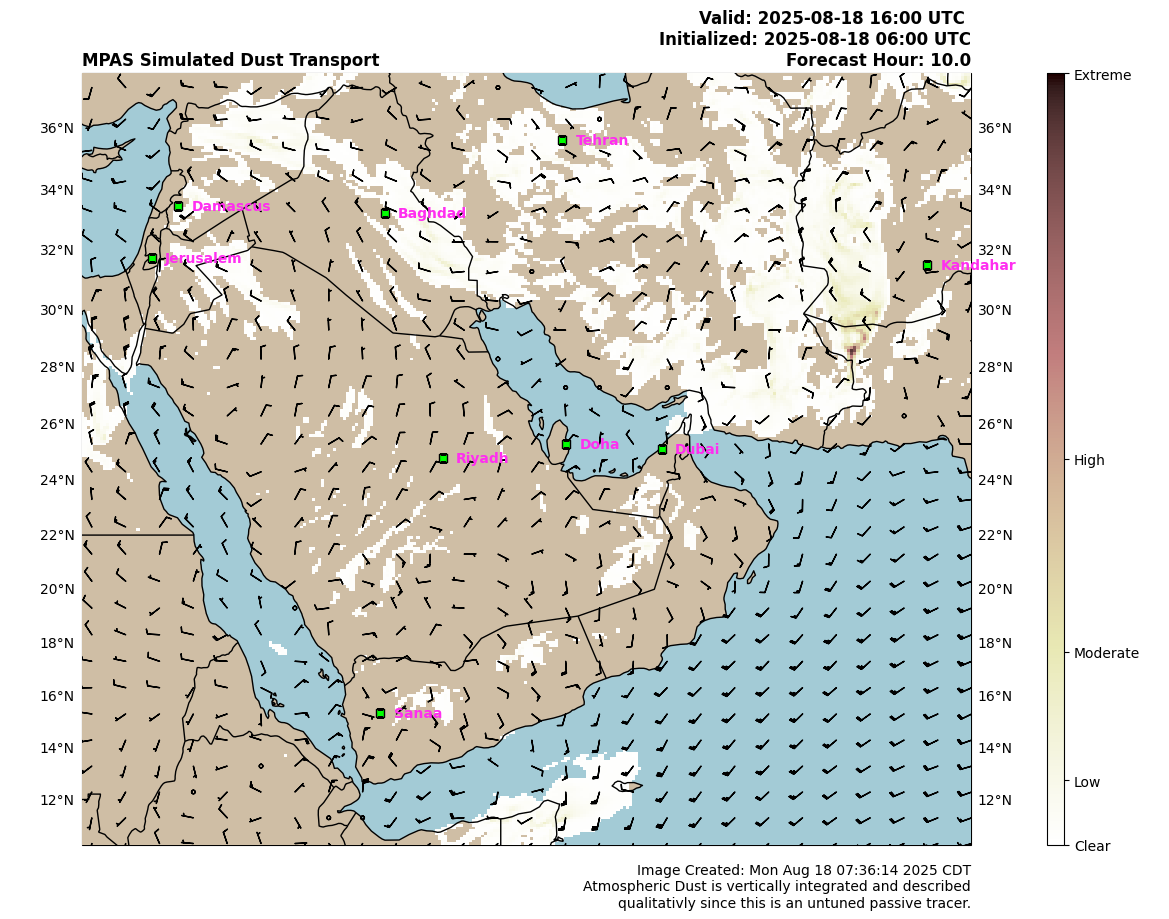 Valid: 2025-08-18 16:00 UTC
Initialized: 2025-08-18 06:00 UTC
MPAS Simulated Dust Transport
Forecast Hour: 10.0
Extreme
36°N
36°N
Tehran
34°N
34°N
Damascus
Baghdad
32°N
32°N
Jerusalem
Kandahar
30°N
30°N
28°N
28°N
26°N
26°N
Doha
Dubai
Riyadh
High
24°N
24°N
22°N
22°N
20°N
20°N
18°N
18°N
Moderate
16°N
16°N
Sanaa
14°N
14°N
Low
12°N
12°N
Clear
Image Created: Mon Aug 18 07:36:14 2025 CDT
Atmospheric Dust is vertically integrated and described
qualitativly since this is an untuned passive tracer.